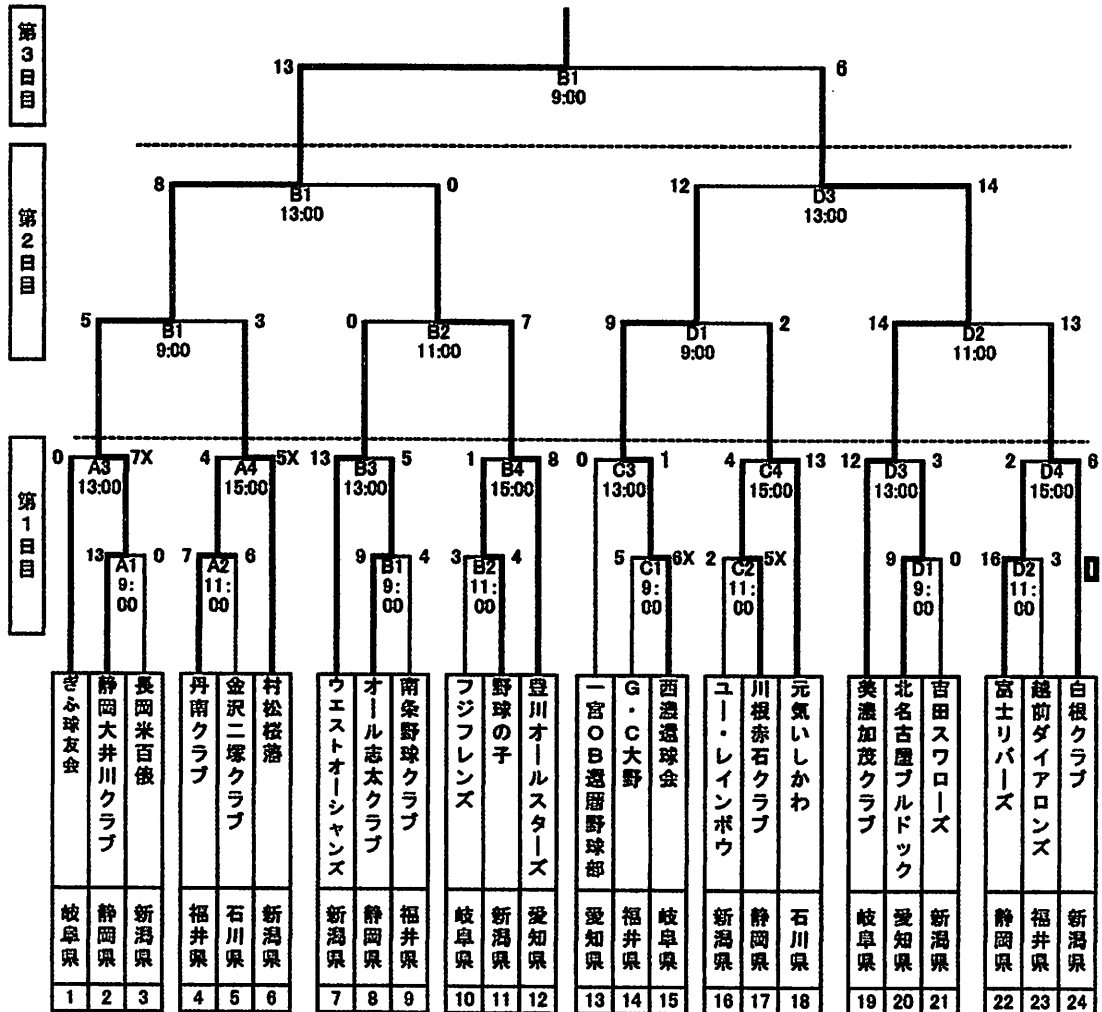 第3日目
13
6
B1
9:00
第2日目
8
0
12
14
B1
13:00
D3
13:00
5
3
0
7
9
2
14
13
B1
9:00
B2
11:00
D1
9:00
D2
11:00
第1日目
0
7X
4
5X
13
5
1
8
0
1
4
13
12
3
2
6
A3
13:00
A4
15:00
B3
13:00
B4
15:00
C3
13:00
C4
15:00
D3
13:00
D4
15:00
13
0
7
6
9
4
3
4
5
6X
2
5X
9
0
16
3
A1
9:
00
A2
11:
00
B1
9:
00
B2
11:
00
C1
9:
00
C2
11:
00
D1
9:
00
D2
11:
00
ぎふ球友会
静岡大井川クラブ
長岡米百俵
丹南クラブ
金沢二塚クラブ
村松桜藩
ウエストオーシャンズ
オール志太クラブ
南条野球クラブ
フジフレンズ
野球の子
豊川オールスターズ
一宮OB還暦野球部
G・C大野
西濃還球会
ユー・レインボウ
川根赤石クラブ
元気いしかわ
美濃加茂クラブ
北名古屋ブルドック
吉田スワローズ
富士リバーズ
越前ダイアロンズ
白根クラブ
岐阜県
静岡県
新潟県
福井県
石川県
新潟県
新潟県
静岡県
福井県
岐阜県
新潟県
愛知県
愛知県
福井県
岐阜県
新潟県
静岡県
石川県
岐阜県
愛知県
新潟県
静岡県
福井県
新潟県
1
2
3
4
5
6
7
8
9
10
11
12
13
14
15
16
17
18
19
20
21
22
23
24